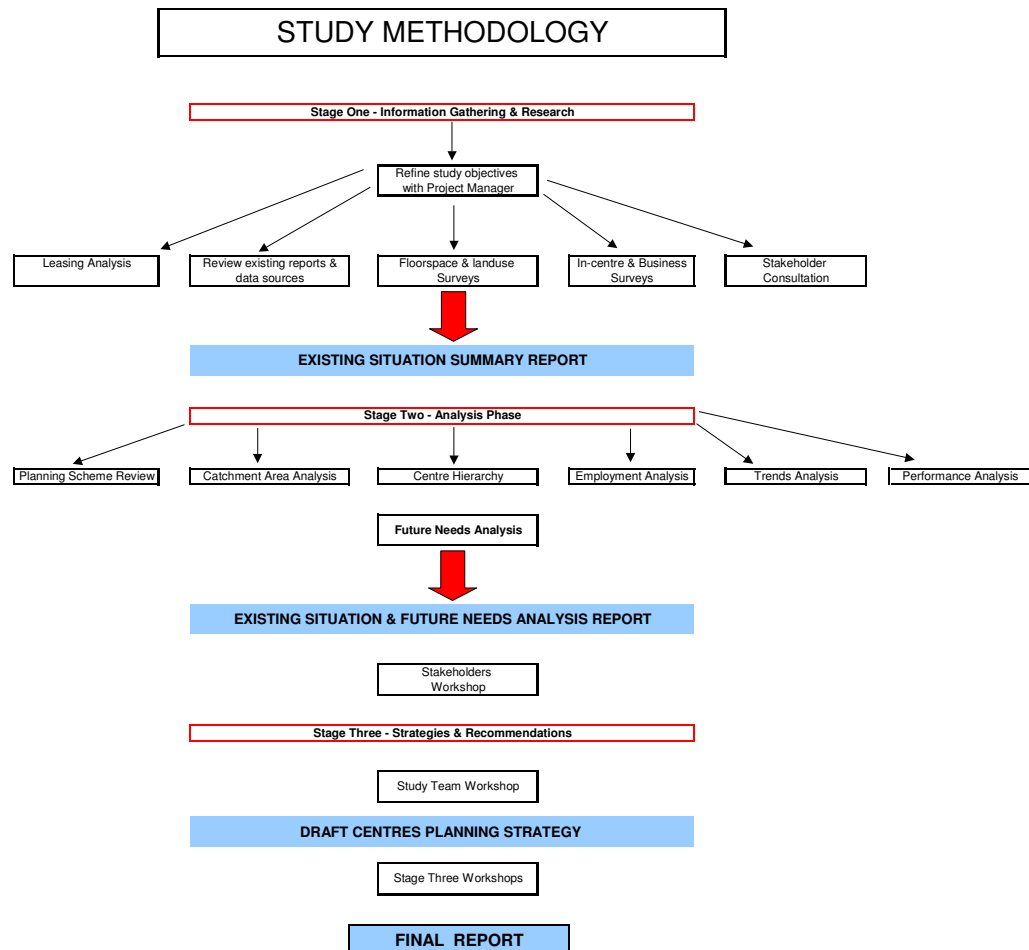 STUDY METHODOLOGY
Stage One - Information Gathering & Research
Refine study objectives
with Project Manager
Leasing Analysis
Review existing reports &
data sources
Floorspace & landuse
Surveys
In-centre & Business
Surveys
Stakeholder
Consultation
EXISTING SITUATION SUMMARY REPORT
Stage Two - Analysis Phase
Planning Scheme Review
Catchment Area Analysis
Centre Hierarchy
Employment Analysis
Trends Analysis
Performance Analysis
Future Needs Analysis
EXISTING SITUATION & FUTURE NEEDS ANALYSIS REPORT
Stakeholders
Workshop
Stage Three - Strategies & Recommendations
Study Team Workshop
DRAFT CENTRES PLANNING STRATEGY
Stage Three Workshops
FINAL REPORT